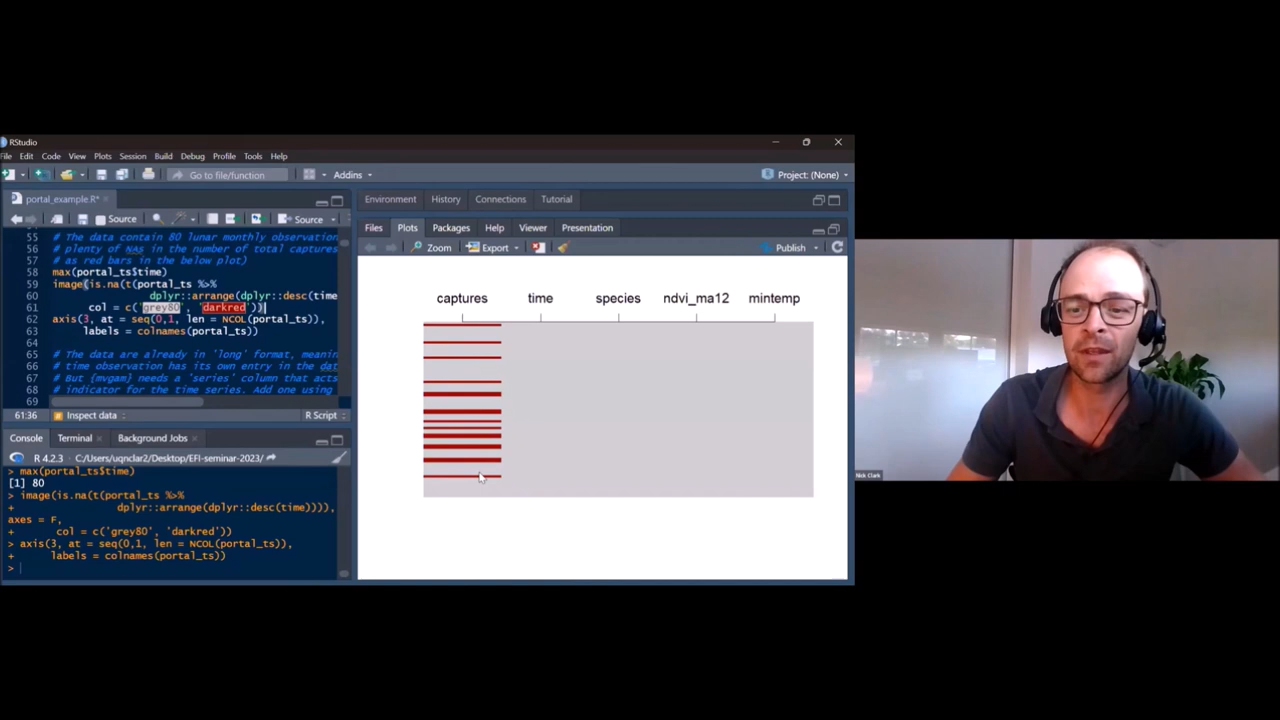 RStudio
File Edit Code View Plots Session Build Debug Profile Tools Help
Go to file/function Addins Project: (None)
portal_example.R*
Source Source
55 # The data contain 80 lunar monthly observation
56 # plenty of NAs in the number of total captures
57 # as red bars in the below plot)
58 max(portal_ts$time)
59 image(is.na(t(portal_ts %>%
60 dplyr::arrange(dplyr::desc(time
61 col = c('grey80', 'darkred'))
62 axis(3, at = seq(0,1, len = NCOL(portal_ts)),
63 labels = colnames(portal_ts))
64
65 # The data are already in 'long' format, meanin
66 # time observation has its own entry in the dat
67 # But {mvgam} needs a 'series' column that acts
68 # indicator for the time series. Add one using
69
61:36 Inspect data R Script
Console Terminal Background Jobs
R 4.2.3 · C:/Users/uqnclar2/Desktop/EFI-seminar-2023/
> max(portal_ts$time)
[1] 80
> image(is.na(t(portal_ts %>%
+ dplyr::arrange(dplyr::desc(time)))),
axes = F,
+ col = c('grey80', 'darkred'))
> axis(3, at = seq(0,1, len = NCOL(portal_ts)),
+ labels = colnames(portal_ts))
>
Environment History Connections Tutorial
Files Plots Packages Help Viewer Presentation
Zoom Export Publish
captures time species ndvi_ma12 mintemp
Nick Clark